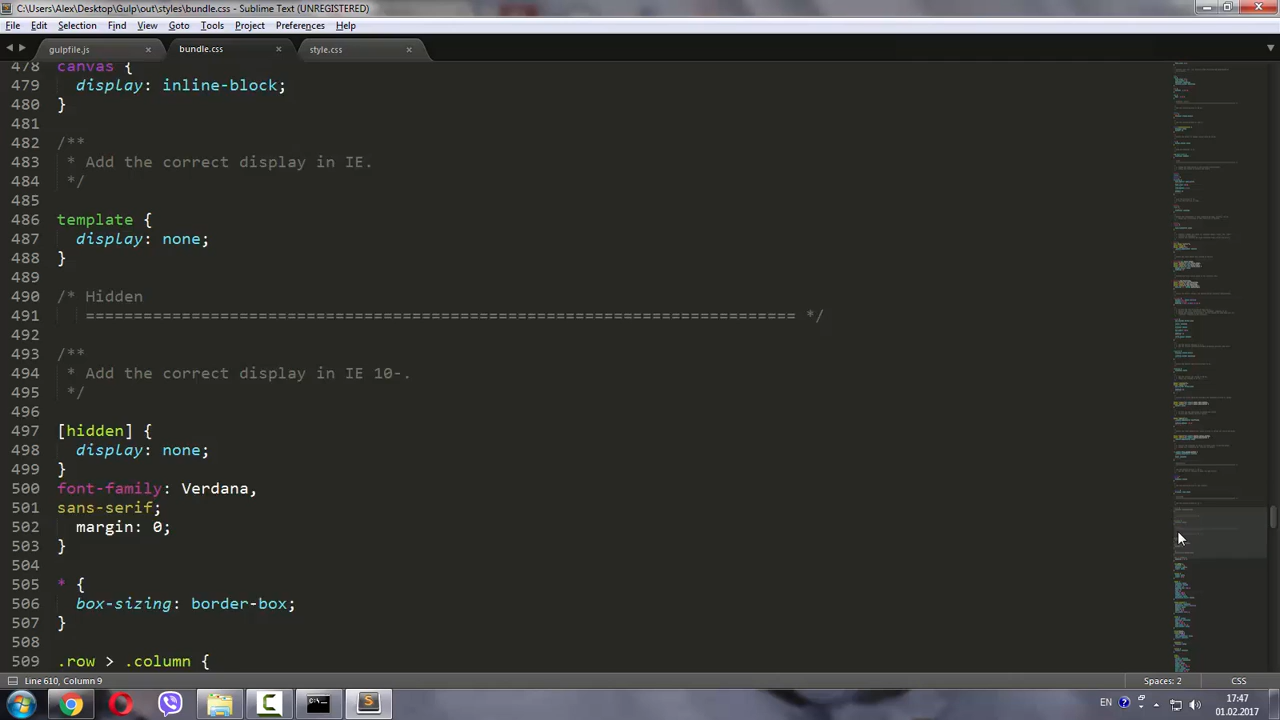 C:\Users\Alex\Desktop\Gulp\out\styles\bundle.css - Sublime Text (UNREGISTERED)
File Edit Selection Find View Goto Tools Project Preferences Help
gulpfile.js bundle.css style.css
478 canvas {
479   display: inline-block;
480 }
481
482 /**
483  * Add the correct display in IE.
484  */
485
486 template {
487   display: none;
488 }
489
490 /* Hidden
491    ========================================================================== */
492
493 /**
494  * Add the correct display in IE 10-.
495  */
496
497 [hidden] {
498   display: none;
499 }
500 font-family: Verdana,
501 sans-serif;
502   margin: 0;
503 }
504
505 * {
506   box-sizing: border-box;
507 }
508
509 .row > .column {
Line 610, Column 9 Spaces: 2 CSS
EN 17:47
01.02.2017